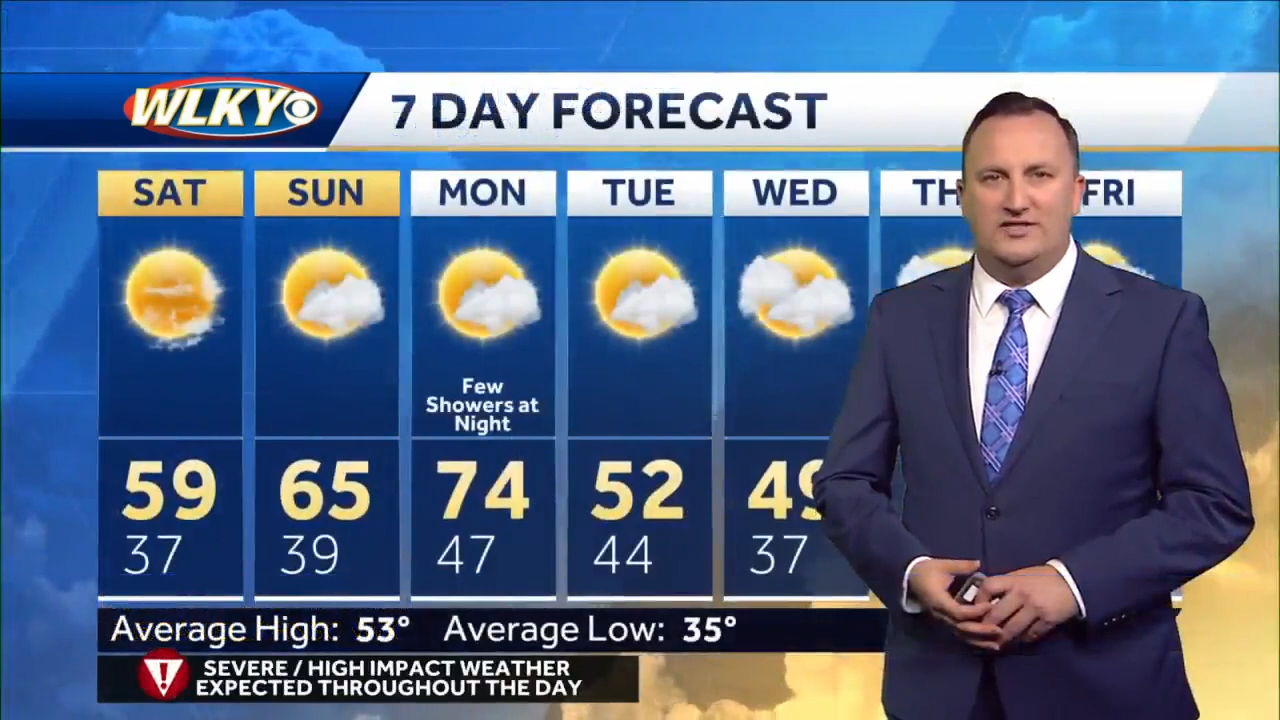 WLKY
7 DAY FORECAST
SAT SUN MON TUE WED FRI
Few
Showers at
Night
59 65 74 52
37 39 47 44 37
Average High: 53° Average Low: 35°
SEVERE / HIGH IMPACT WEATHER
EXPECTED THROUGHOUT THE DAY